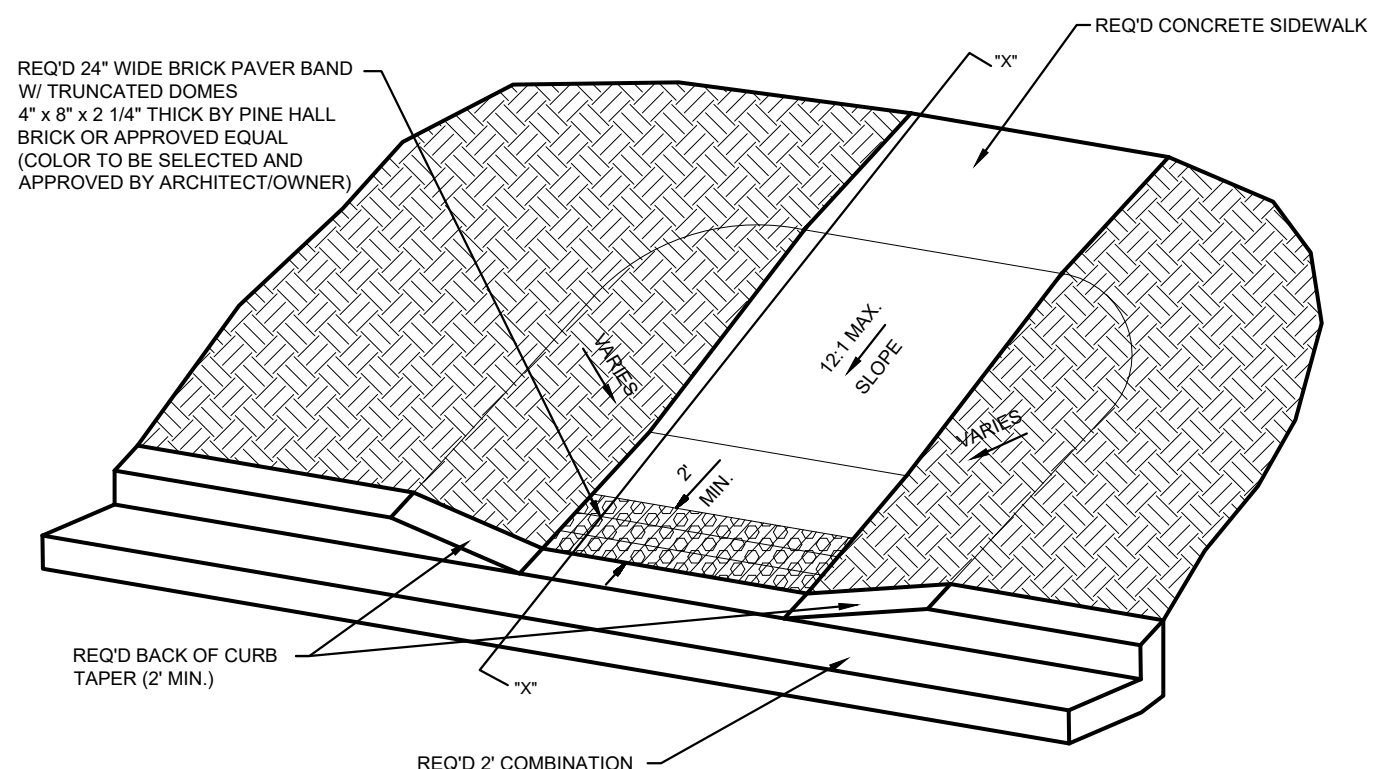 REQ'D CONCRETE SIDEWALK
"X"
REQ'D 24" WIDE BRICK PAVER BAND
W/ TRUNCATED DOMES
4" x 8" x 2 1/4" THICK BY PINE HALL
BRICK OR APPROVED EQUAL
(COLOR TO BE SELECTED AND
APPROVED BY ARCHITECT/OWNER)
12:1 MAX.
SLOPE
VARIES
VARIES
2'
MIN.
REQ'D BACK OF CURB
TAPER (2' MIN.)
"X"
REQ'D 2' COMBINATION